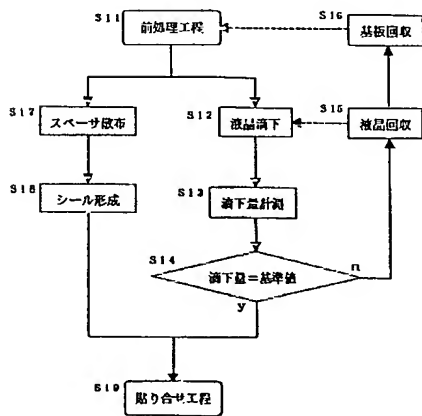 S11
前処理工程
S16
基板回収
S17
スペーサ散布
S12
液晶滴下
S15
液晶回収
S18
シール形成
S13
滴下量計測
S14
滴下量=基準値
n
y
S19
貼り合せ工程